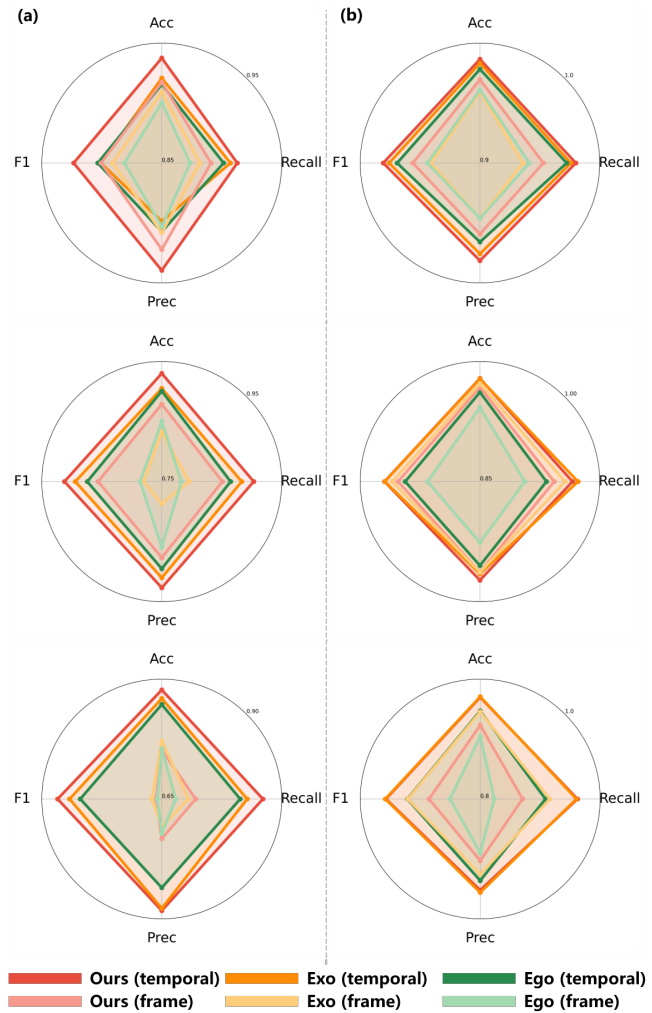 (a)
(b)
Acc
0.95
F1
0.85
Recall
Prec
Acc
1.0
F1
0.9
Recall
Prec
Acc
0.95
F1
0.75
Recall
Prec
Acc
1.00
F1
0.85
Recall
Prec
Acc
0.90
F1
0.65
Recall
Prec
Acc
1.0
F1
0.8
Recall
Prec
Ours (temporal)
Exo (temporal)
Ego (temporal)
Ours (frame)
Exo (frame)
Ego (frame)